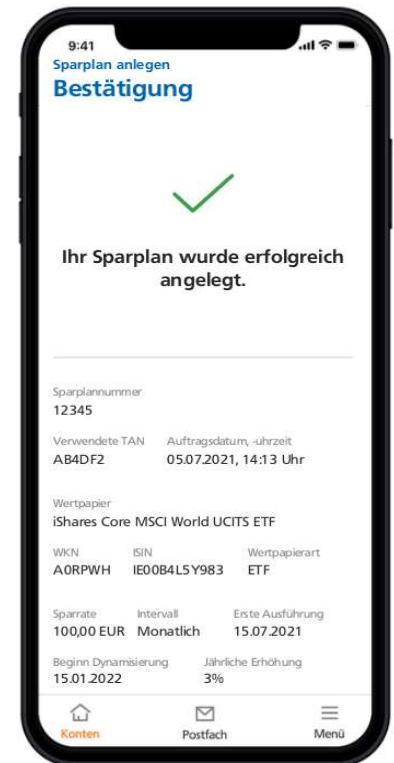 9:41
Sparplan anlegen
Bestätigung
Ihr Sparplan wurde erfolgreich
angelegt.
Sparplannummer
12345
Verwendete TAN Auftragsdatum, -uhrzeit
AB4DF2 05.07.2021, 14:13 Uhr
Wertpapier
iShares Core MSCI World UCITS ETF
WKN ISIN Wertpapierart
A0RPWH IE00B4L5Y983 ETF
Sparrate Intervall Erste Ausführung
100,00 EUR Monatlich 15.07.2021
Beginn Dynamisierung Jährliche Erhöhung
15.01.2022 3%
Konten Postfach Menü